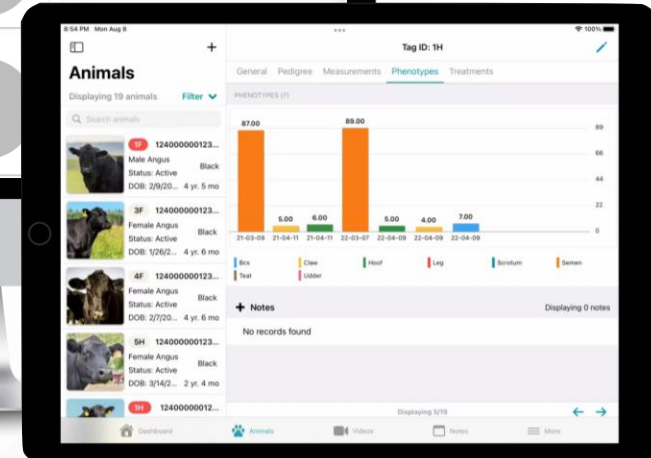 8:54 PM Mon Aug 8
100%
Animals
Displaying 19 animals Filter
Search animals
1F 124000000123...
Male Angus
Black
Status: Active
DOB: 2/9/20... 4 yr. 5 mo
3F 124000000123...
Female Angus
Black
Status: Active
DOB: 1/26/2... 4 yr. 6 mo
4F 124000000123...
Female Angus
Black
Status: Active
DOB: 2/7/20... 4 yr. 6 mo
5H 124000000123...
Female Angus
Black
Status: Active
DOB: 3/14/2... 2 yr. 4 mo
1H 12400000012...
Tag ID: 1H
General Pedigree Measurements Phenotypes Treatments
PHENOTYPES (7)
87.00 5.00 6.00 89.00 5.00 4.00 7.00
89
66
44
22
0
21-03-09 21-04-11 21-04-11 22-03-07 22-04-09 22-04-09 22-04-09
Bcs Claw Hoof Leg Scrotum Semen
Teat Udder
+ Notes Displaying 0 notes
No records found
Displaying 5/19
Dashboard Animals Videos Notes More